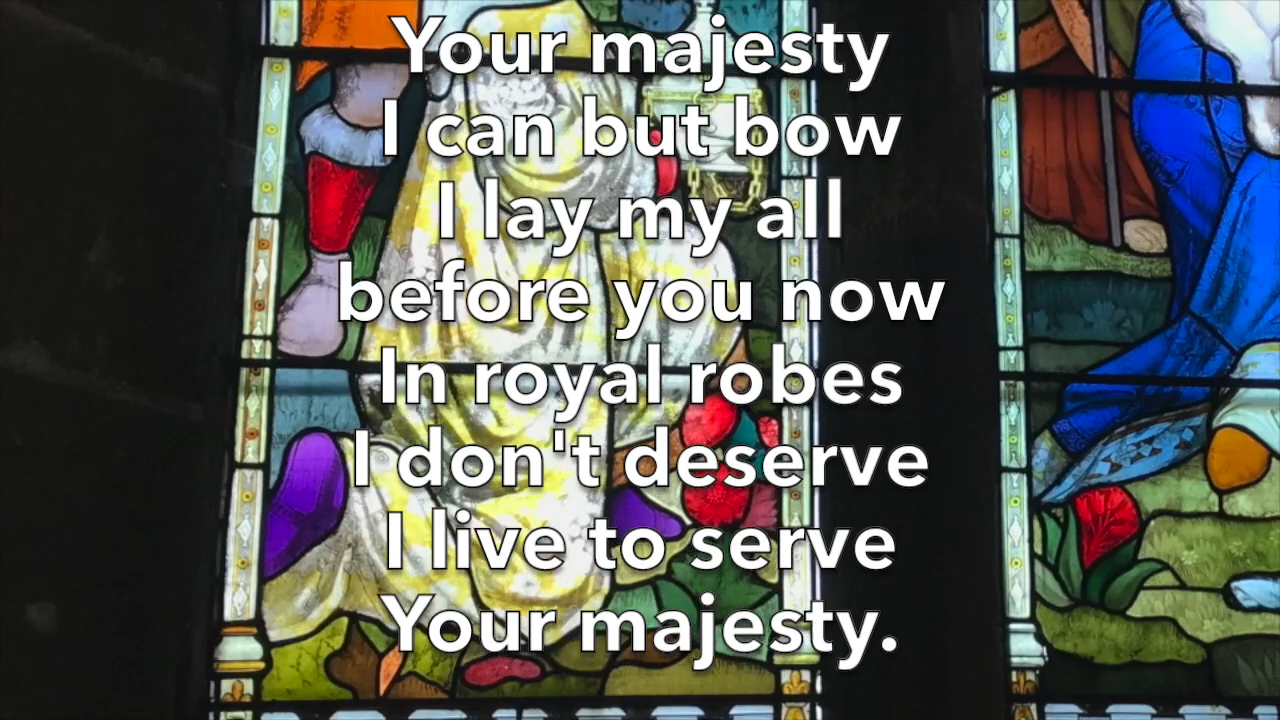 Your majesty
I can but bow
I lay my all
before you now
In royal robes
I don't deserve
I live to serve
Your majesty.